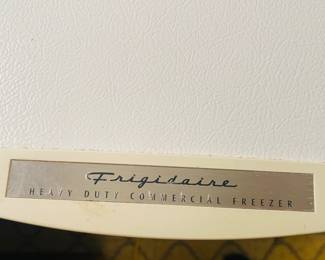 Frigidaire
HEAVY DUTY COMMERCIAL FREEZER